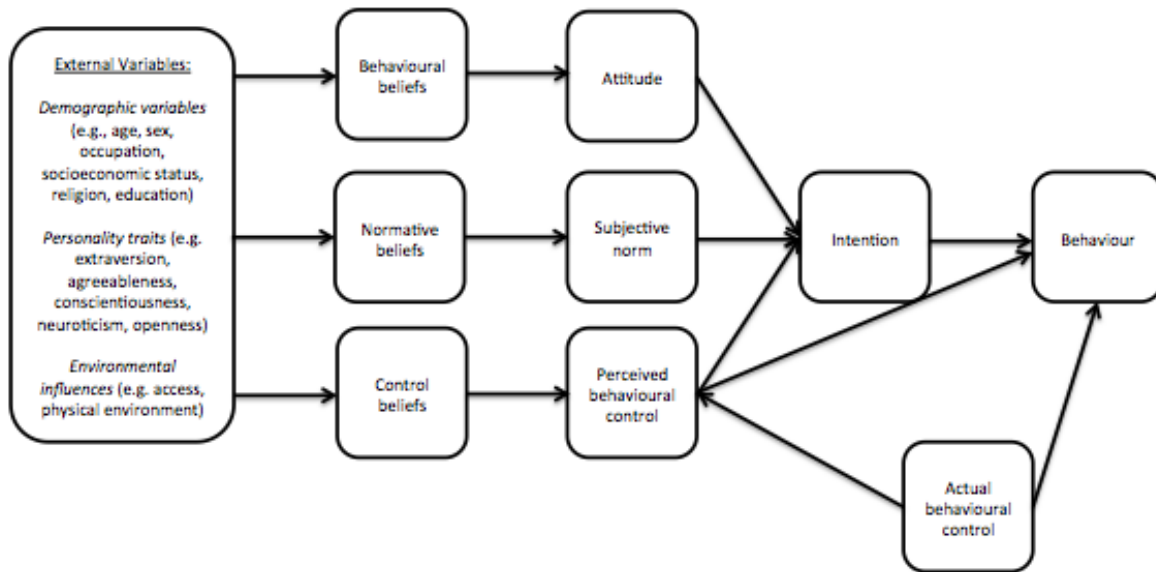 External Variables:
Demographic variables
(e.g., age, sex,
occupation,
socioeconomic status,
religion, education)
Personality traits (e.g.
extraversion,
agreeableness,
conscientiousness,
neuroticism, openness)
Environmental
influences (e.g. access,
physical environment)
Behavioural
beliefs
Attitude
Normative
beliefs
Subjective
norm
Intention
Behaviour
Control
beliefs
Perceived
behavioural
control
Actual
behavioural
control